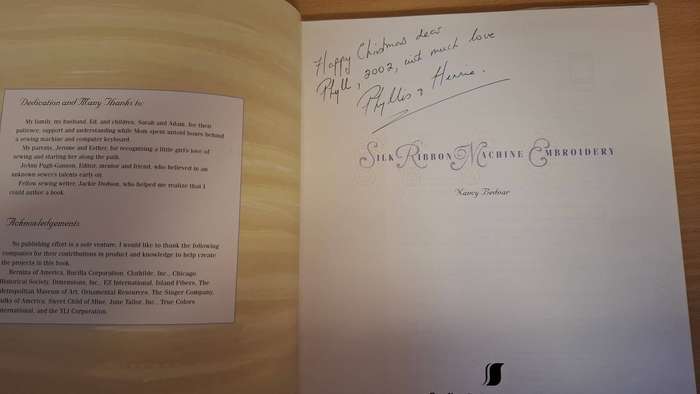 Dedication and Many Thanks to:
My family, my husband, Ed, and children, Sarah and Adam, for their
patience, support and understanding while Mom spent untold hours behind
a sewing machine and computer keyboard.
My parents, Jerome and Esther, for recognizing a little girl's love of
sewing and starting her along the path.
JoAnn Pugh-Gannon, Editor, mentor and friend, who believed in an
unknown sewer's talents early on.
Fellow sewing writer, Jackie Dodson, who helped me realize that I
could author a book.
Acknowledgements
No publishing effort is a sole venture. I would like to thank the following
companies for their contributions in product and knowledge to help create
the projects in this book.
Bernina of America, Bucilla Corporation, Clothilde, Inc., Chicago
Historical Society, Dimensions, Inc., EZ International, Island Fibers, The
Metropolitan Museum of Art, Ornamental Resources, The Singer Company,
of America, Sweet Child of Mine, June Tailor, Inc., True Colors
International, and the YLI Corporation.
Happy Christmas dear
Phyll, 2002, with much love
Phyllis &
SILK RIBBON MACHINE EMBROIDERY
Nancy Bednar